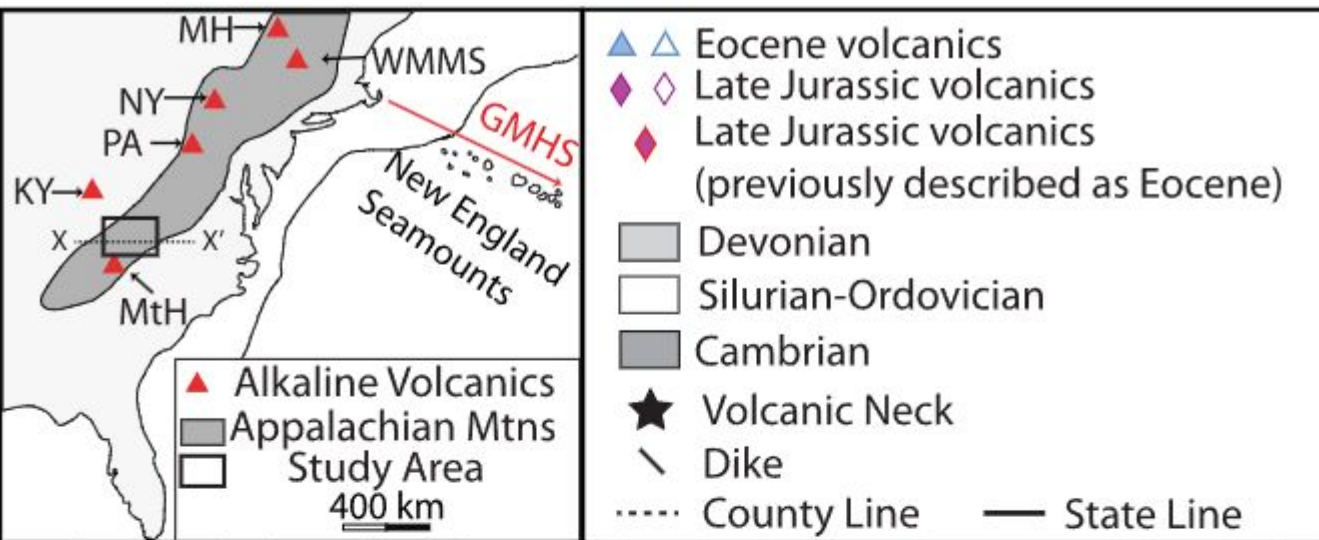 MH
WMMS
NY
GMHS
PA
KY
New England
Seamounts
X
X'
MtH
Alkaline Volcanics
Appalachian Mtns
Study Area
400 km
Eocene volcanics
Late Jurassic volcanics
Late Jurassic volcanics
(previously described as Eocene)
Devonian
Silurian-Ordovician
Cambrian
Volcanic Neck
Dike
County Line
State Line